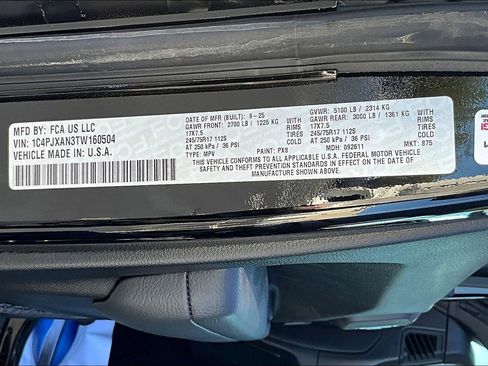 MFD BY: FCA US LLC
VIN: 1C4PJXAN3TW160504
VEHICLE MADE IN: U.S.A.
DATE OF MFR (BUILT): 9-25
GAWR FRONT: 2700 LB / 1225 KG
17X7.5 RIMS
245/75R17 112S TIRES
AT 250 kPa / 36 PSI COLD
TYPE: MPV PAINT: PX8
GVWR: 5100 LB / 2314 KG
GAWR REAR: 3000 LB / 1361 KG
17X7.5 RIMS
245/75R17 112S TIRES
AT 250 kPa / 36 PSI COLD
MDH: 092611 MKT: 875
THIS VEHICLE CONFORMS TO ALL APPLICABLE FEDERAL MOTOR VEHICLE
SAFETY, BUMPER, AND THEFT PREVENTION STANDARDS IN EFFECT ON THE
DATE OF MANUFACTURE SHOWN ABOVE.